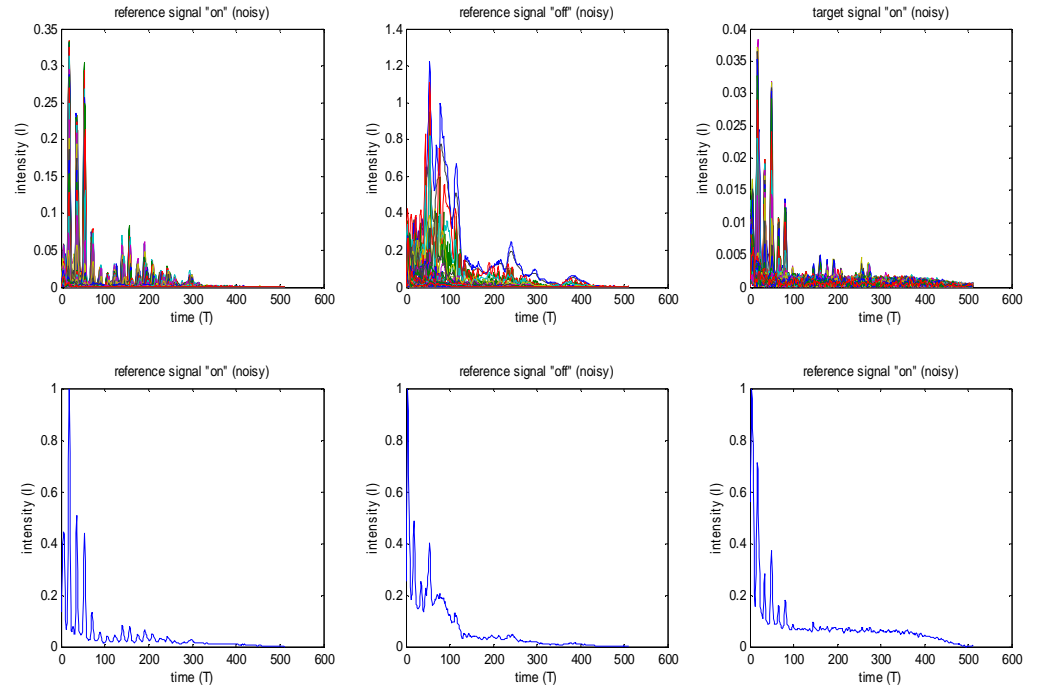 reference signal "on" (noisy)
0.35
0.3
0.25
0.2
0.15
0.1
0.05
0
intensity (I)
0 100 200 300 400 500 600
time (T)
reference signal "off" (noisy)
1.4
1.2
1
0.8
0.6
0.4
0.2
0
intensity (I)
0 100 200 300 400 500 600
time (T)
target signal "on" (noisy)
0.04
0.035
0.03
0.025
0.02
0.015
0.01
0.005
0
intensity (I)
0 100 200 300 400 500 600
time (T)
reference signal "on" (noisy)
1
0.8
0.6
0.4
0.2
0
intensity (I)
0 100 200 300 400 500 600
time (T)
reference signal "off" (noisy)
1
0.8
0.6
0.4
0.2
0
intensity (I)
0 100 200 300 400 500 600
time (T)
reference signal "on" (noisy)
1
0.8
0.6
0.4
0.2
0
intensity (I)
0 100 200 300 400 500 600
time (T)